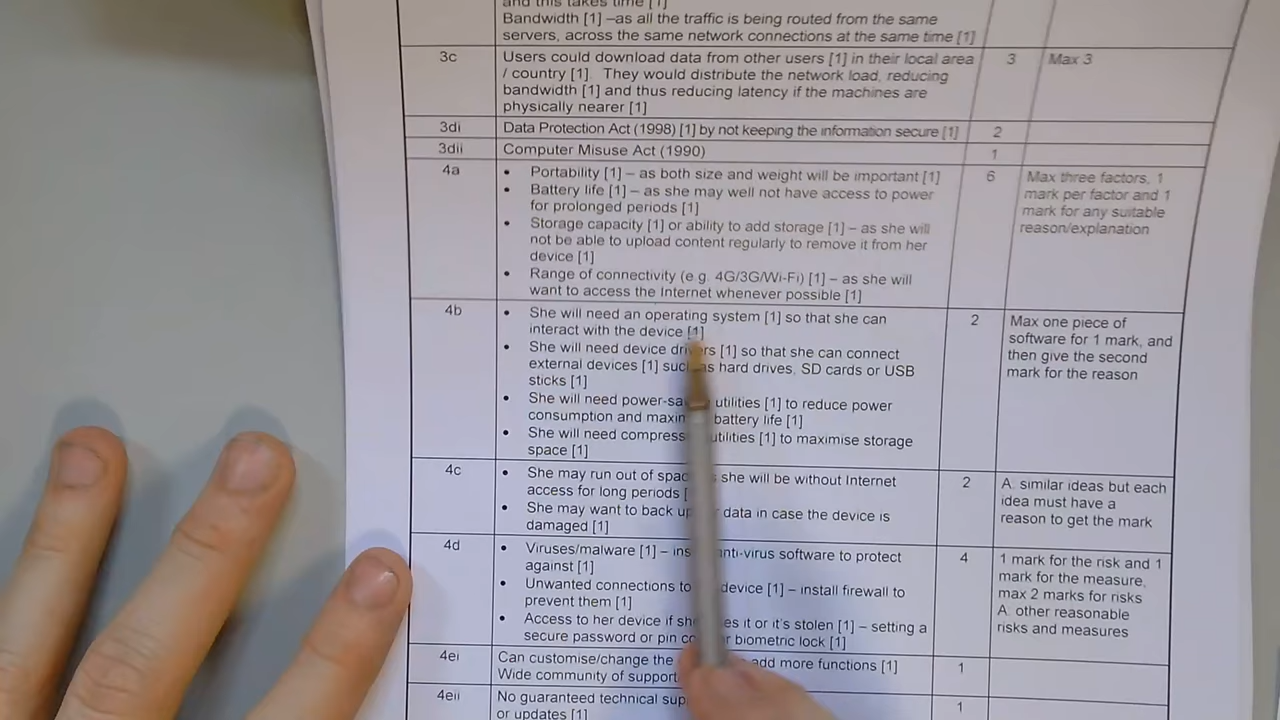 and this takes time [1]
Bandwidth [1] –as all the traffic is being routed from the same
servers, across the same network connections at the same time [1]
3c
Users could download data from other users [1] in their local area
/ country [1]. They would distribute the network load, reducing
bandwidth [1] and thus reducing latency if the machines are
physically nearer [1]
3
Max 3
3di
Data Protection Act (1998) [1] by not keeping the information secure [1]
2
3dii
Computer Misuse Act (1990)
1
4a
• Portability [1] – as both size and weight will be important [1]
• Battery life [1] – as she may well not have access to power
for prolonged periods [1]
• Storage capacity [1] or ability to add storage [1] – as she will
not be able to upload content regularly to remove it from her
device [1]
• Range of connectivity (e.g. 4G/3G/Wi-Fi) [1] – as she will
want to access the Internet whenever possible [1]
6
Max three factors, 1
mark per factor and 1
mark for any suitable
reason/explanation
4b
• She will need an operating system [1] so that she can
interact with the device [1]
• She will need device drivers [1] so that she can connect
external devices [1] such as hard drives, SD cards or USB
sticks [1]
• She will need utilities [1] to reduce power
consumption and battery life [1]
• She will need utilities [1] to maximise storage
space [1]
2
Max one piece of
software for 1 mark, and
then give the second
mark for the reason
4c
• She may run out of she will be without Internet
access for long periods
• She may want to back data in case the device is
damaged [1]
2
A. similar ideas but each
idea must have a
reason to get the mark
4d
• Viruses/malware [1] – anti-virus software to protect
against [1]
• Unwanted connections to device [1] – install firewall to
prevent them [1]
• Access to her device if it or it's stolen [1] – setting a
secure password or pin biometric lock [1]
4
1 mark for the risk and 1
mark for the measure,
max 2 marks for risks
A. other reasonable
risks and measures
4ei
Can customise/change the add more functions [1]
Wide community of support
1
4eii
No guaranteed technical
or updates [1]
1